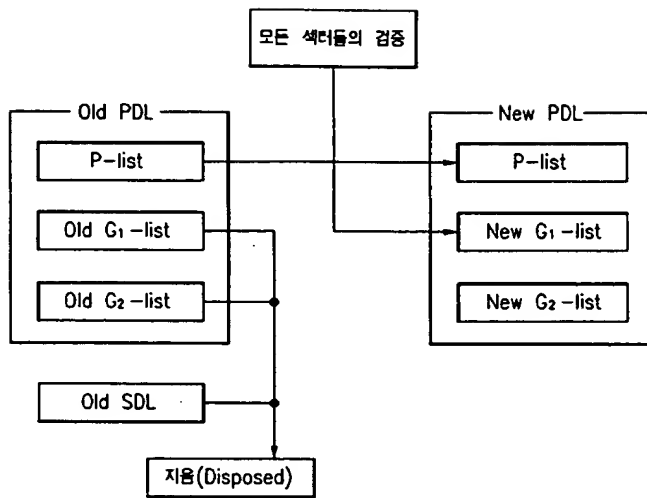 모든 섹터들의 검증
Old PDL
New PDL
P-list
P-list
Old G₁-list
New G₁-list
Old G₂-list
New G₂-list
Old SDL
지움(Disposed)